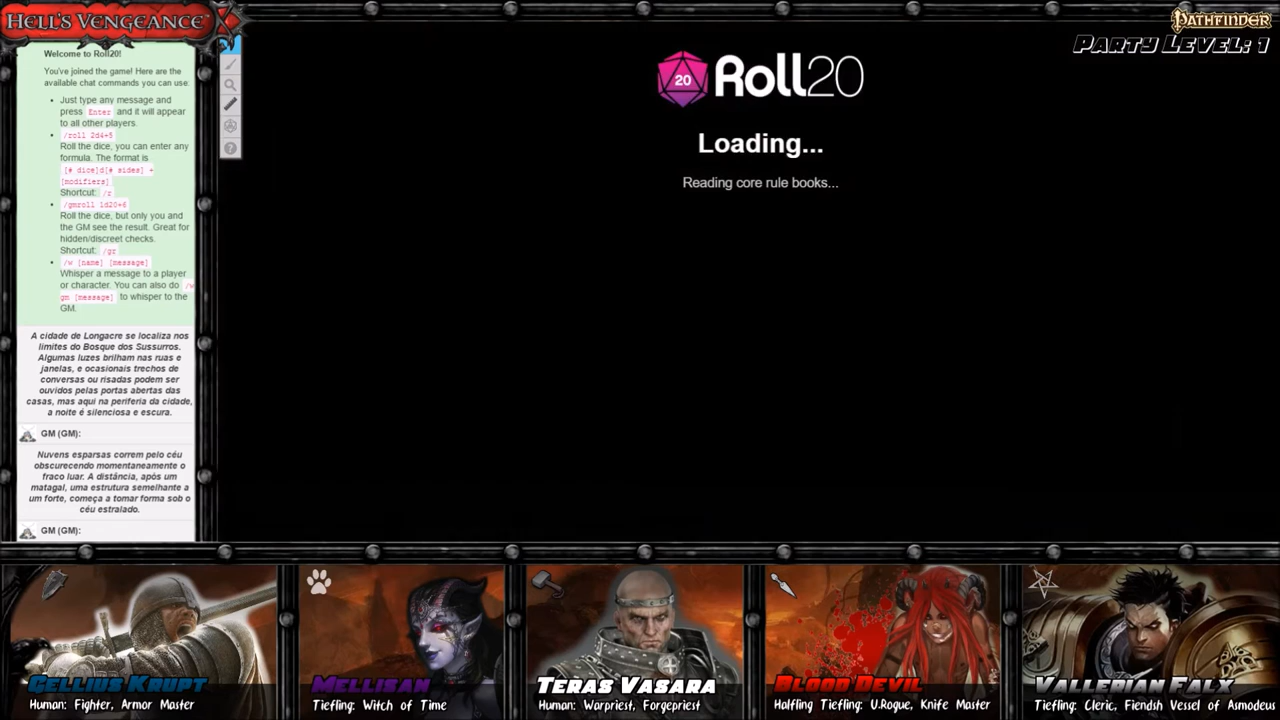 HELL'S VENGEANCE
Welcome to Roll20!
You've joined the game! Here are the
available chat commands you can use:
• Just type any message and
press Enter and it will appear
to all other players.
• /roll 2d4+5
Roll the dice, you can enter any
formula. The format is
[# dice]d[# sides] +
[modifiers]
Shortcut: /r
• /gmroll 1d20+6
Roll the dice, but only you and
the GM see the result. Great for
hidden/discreet checks.
Shortcut: /gr
• /w [name] [message]
Whisper a message to a player
or character. You can also do /w
gm [message] to whisper to the
GM.
A cidade de Longacre se localiza nos
limites do Bosque dos Sussurros.
Algumas luzes brilham nas ruas e
janelas, e ocasionais trechos de
conversas ou risadas podem ser
ouvidos pelas portas abertas das
casas, mas aqui na periferia da cidade,
a noite é silenciosa e escura.
GM (GM):
Nuvens esparsas correm pelo céu
obscurecendo momentaneamente o
fraco luar. A distância, após um
matagal, uma estrutura semelhante a
um forte, começa a tomar forma sob o
céu estralado.
GM (GM):
20 Roll20
Loading...
Reading core rule books...
PATHFINDER
PARTY LEVEL: 1
GELLIUS KRUPT
Human: Fighter, Armor Master
MELLISAN
Tiefling: Witch of Time
TERAS VASARA
Human: Warpriest, Forgepriest
BLOOD DEVIL
Halfling Tiefling: U.Rogue, Knife Master
VALLERIAN FALX
Tiefling: Cleric, Fiendish Vessel of Asmodeus